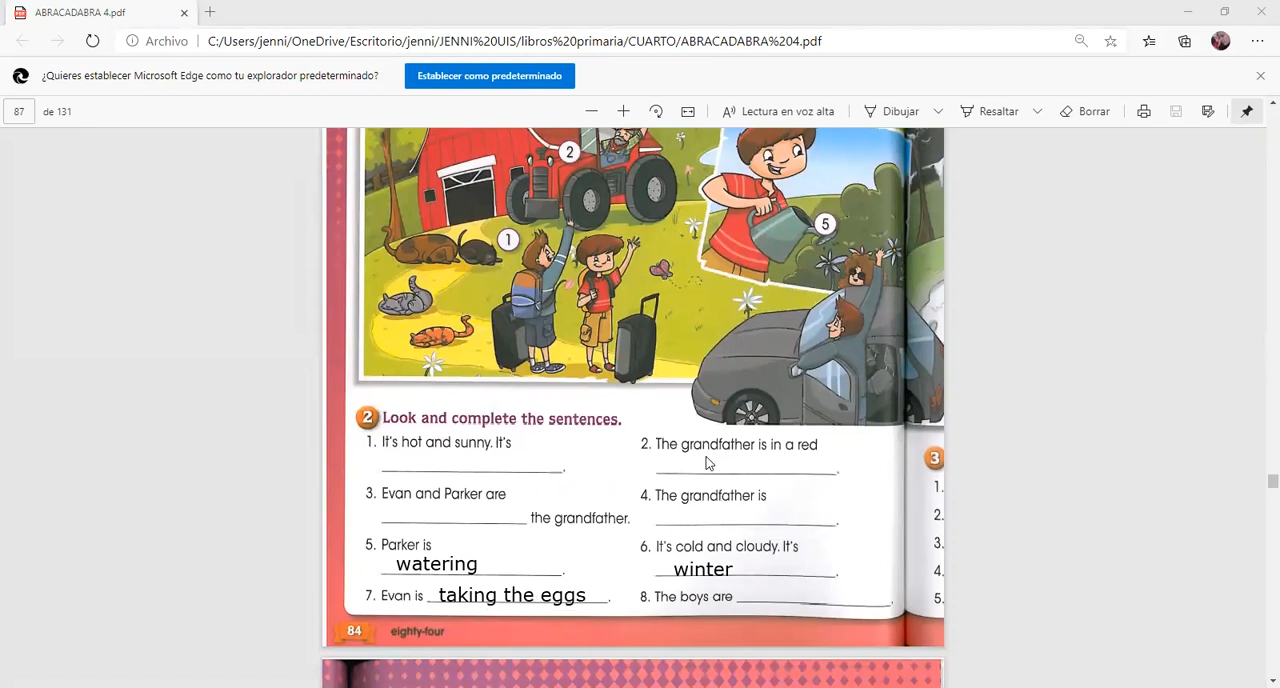 ABRACADABRA 4.pdf
Archivo C:/Users/jenni/OneDrive/Escritorio/jenni/JENNI%20UIS/libros%20primaria/CUARTO/ABRACADABRA%204.pdf
¿Quieres establecer Microsoft Edge como tu explorador predeterminado? Establecer como predeterminado
87 de 131 Lectura en voz alta Dibujar Resaltar Borrar
2
5
1
2 Look and complete the sentences.
1. It's hot and sunny. It's
____________.
2. The grandfather is in a red
____________.
3. Evan and Parker are
____________ the grandfather.
4. The grandfather is
____________.
5. Parker is
watering.
6. It's cold and cloudy. It's
winter.
7. Evan is taking the eggs.
8. The boys are ____________.
3
1.
2.
3.
4.
5.
84 eighty-four